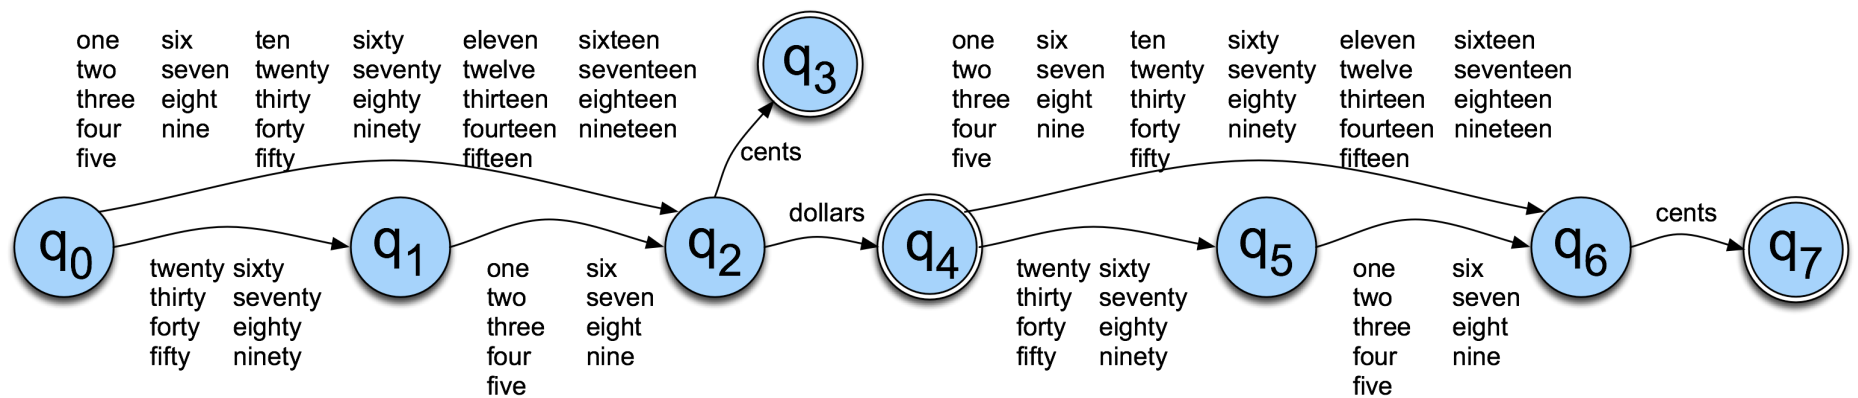 one six ten sixty eleven sixteen
two seven twenty seventy twelve seventeen
three eight thirty eighty thirteen eighteen
four nine forty ninety fourteen nineteen
five fifty fifteen
q3
cents
one six ten sixty eleven sixteen
two seven twenty seventy twelve seventeen
three eight thirty eighty thirteen eighteen
four nine forty ninety fourteen nineteen
five fifty fifteen
dollars
cents
q0 q1 q2 q4 q5 q6 q7
twenty sixty
thirty seventy
forty eighty
fifty ninety
one six
two seven
three eight
four nine
five
twenty sixty
thirty seventy
forty eighty
fifty ninety
one six
two seven
three eight
four nine
five